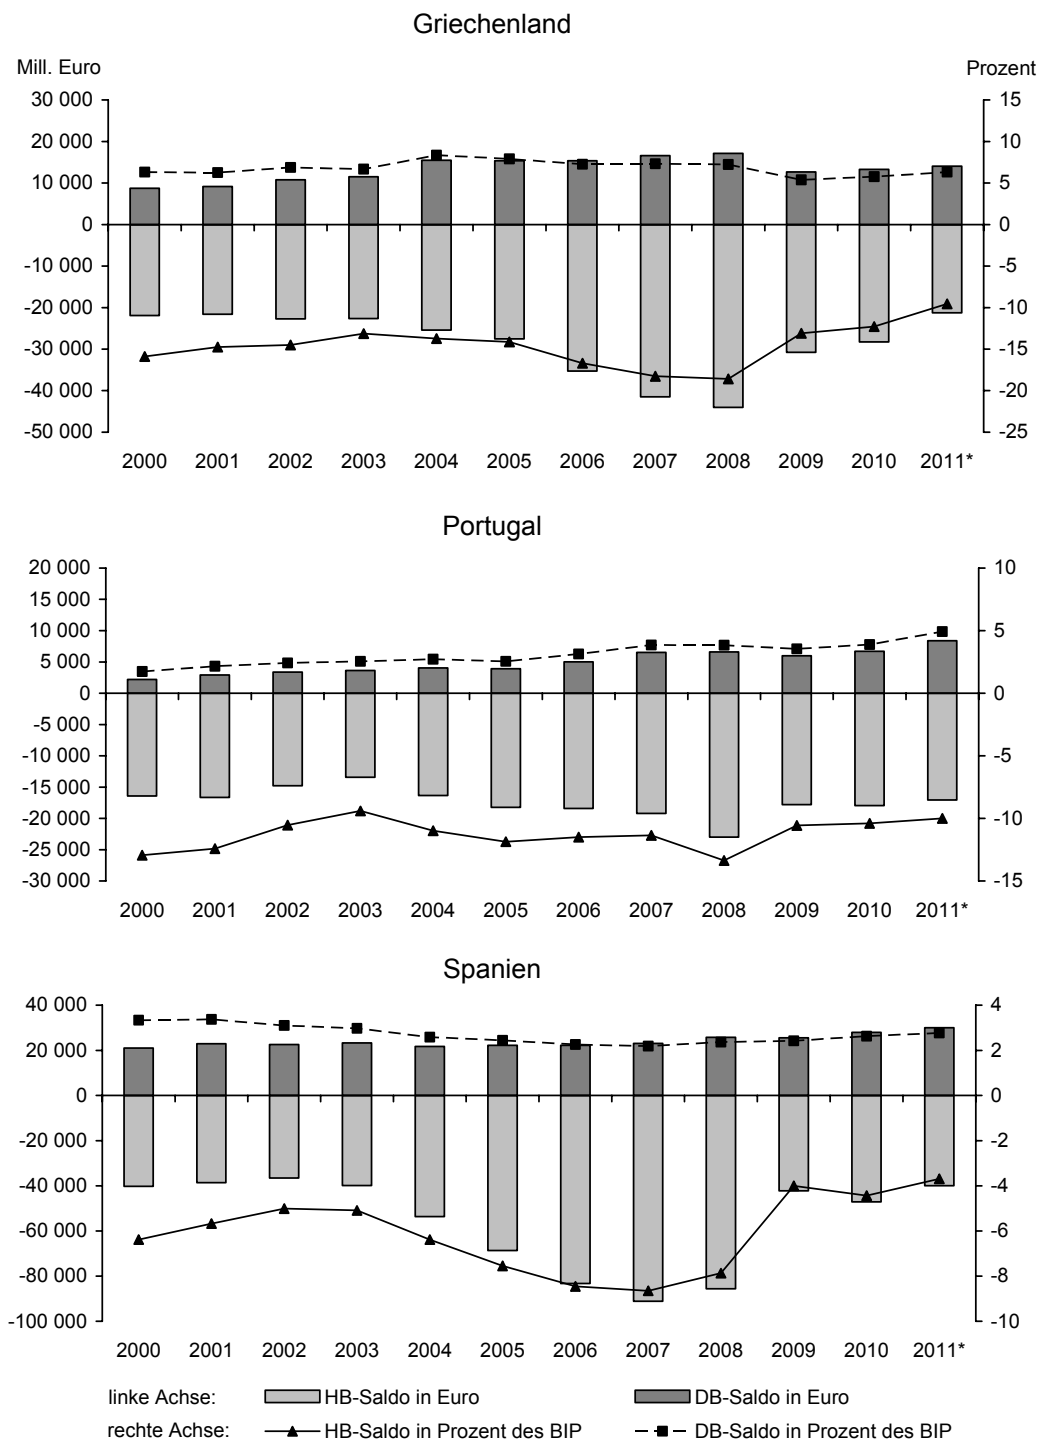 Griechenland
Mill. Euro Prozent
30 000 15
20 000 10
10 000 5
0 0
-10 000 -5
-20 000 -10
-30 000 -15
-40 000 -20
-50 000 -25
2000 2001 2002 2003 2004 2005 2006 2007 2008 2009 2010 2011*
Portugal
20 000 10
15 000
10 000 5
5 000
0 0
-5 000
-10 000 -5
-15 000
-20 000 -10
-25 000
-30 000 -15
2000 2001 2002 2003 2004 2005 2006 2007 2008 2009 2010 2011*
Spanien
40 000 4
20 000 2
0 0
-20 000 -2
-40 000 -4
-60 000 -6
-80 000 -8
-100 000 -10
2000 2001 2002 2003 2004 2005 2006 2007 2008 2009 2010 2011*
linke Achse: HB-Saldo in Euro DB-Saldo in Euro
rechte Achse: HB-Saldo in Prozent des BIP DB-Saldo in Prozent des BIP